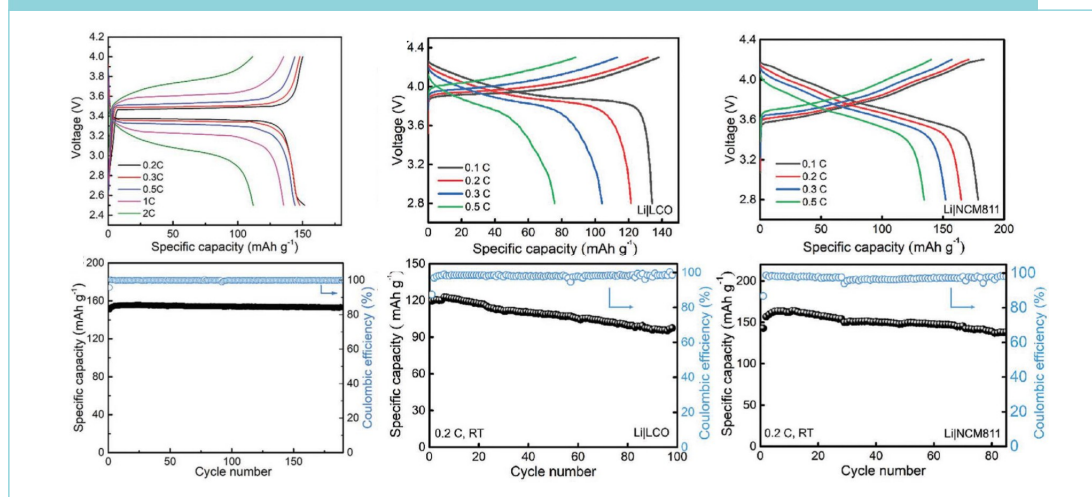 4.2
4.0
3.8
3.6
3.4
3.2
3.0
2.8
2.6
2.4
Voltage (V)
0.2C
0.3C
0.5C
1C
2C
0 50 100 150
Specific capacity (mAh g⁻¹)
4.4
4.0
3.6
3.2
2.8
Voltage (V)
0.1 C
0.2 C
0.3 C
0.5 C
Li|LCO
0 20 40 60 80 100 120 140
Specific capacity (mAh g⁻¹)
4.4
4.0
3.6
3.2
2.8
Voltage (V)
0.1 C
0.2 C
0.3 C
0.5 C
Li|NCM811
0 50 100 150 200
Specific capacity (mAh g⁻¹)
200
160
120
80
40
0
Specific capacity (mAh g⁻¹)
100
80
60
40
20
0
Coulombic efficiency (%)
0 50 100 150
Cycle number
150
120
90
60
30
0
Specific capacity ( mAh g⁻¹)
100
80
60
40
20
0
Coulombic efficiency (%)
0.2 C, RT
Li|LCO
0 20 40 60 80 100
Cycle number
200
150
100
50
0
Specific capacity ( mAh g⁻¹)
100
80
60
40
20
0
Coulombic efficiency (%)
0.2 C, RT
Li|NCM811
0 20 40 60 80
Cycle number